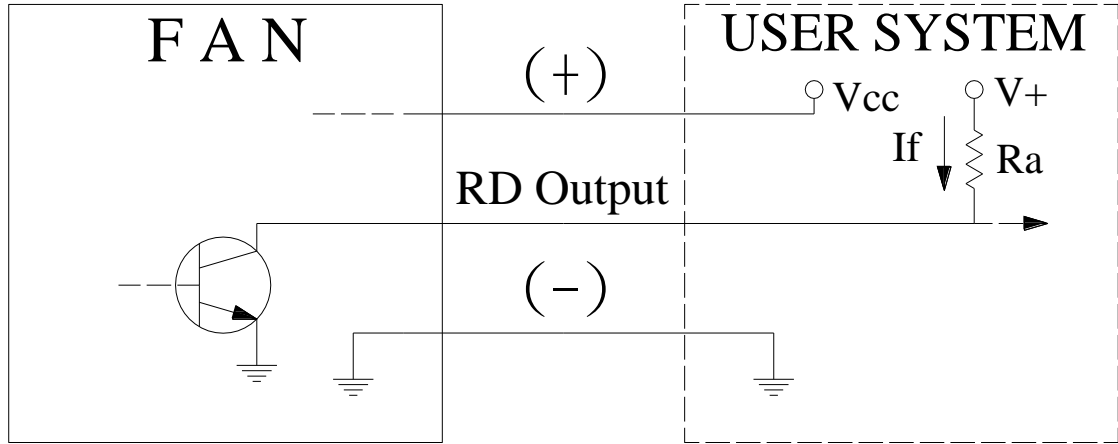 F A N
USER SYSTEM
(+)
Vcc
V+
If
Ra
RD Output
(-)